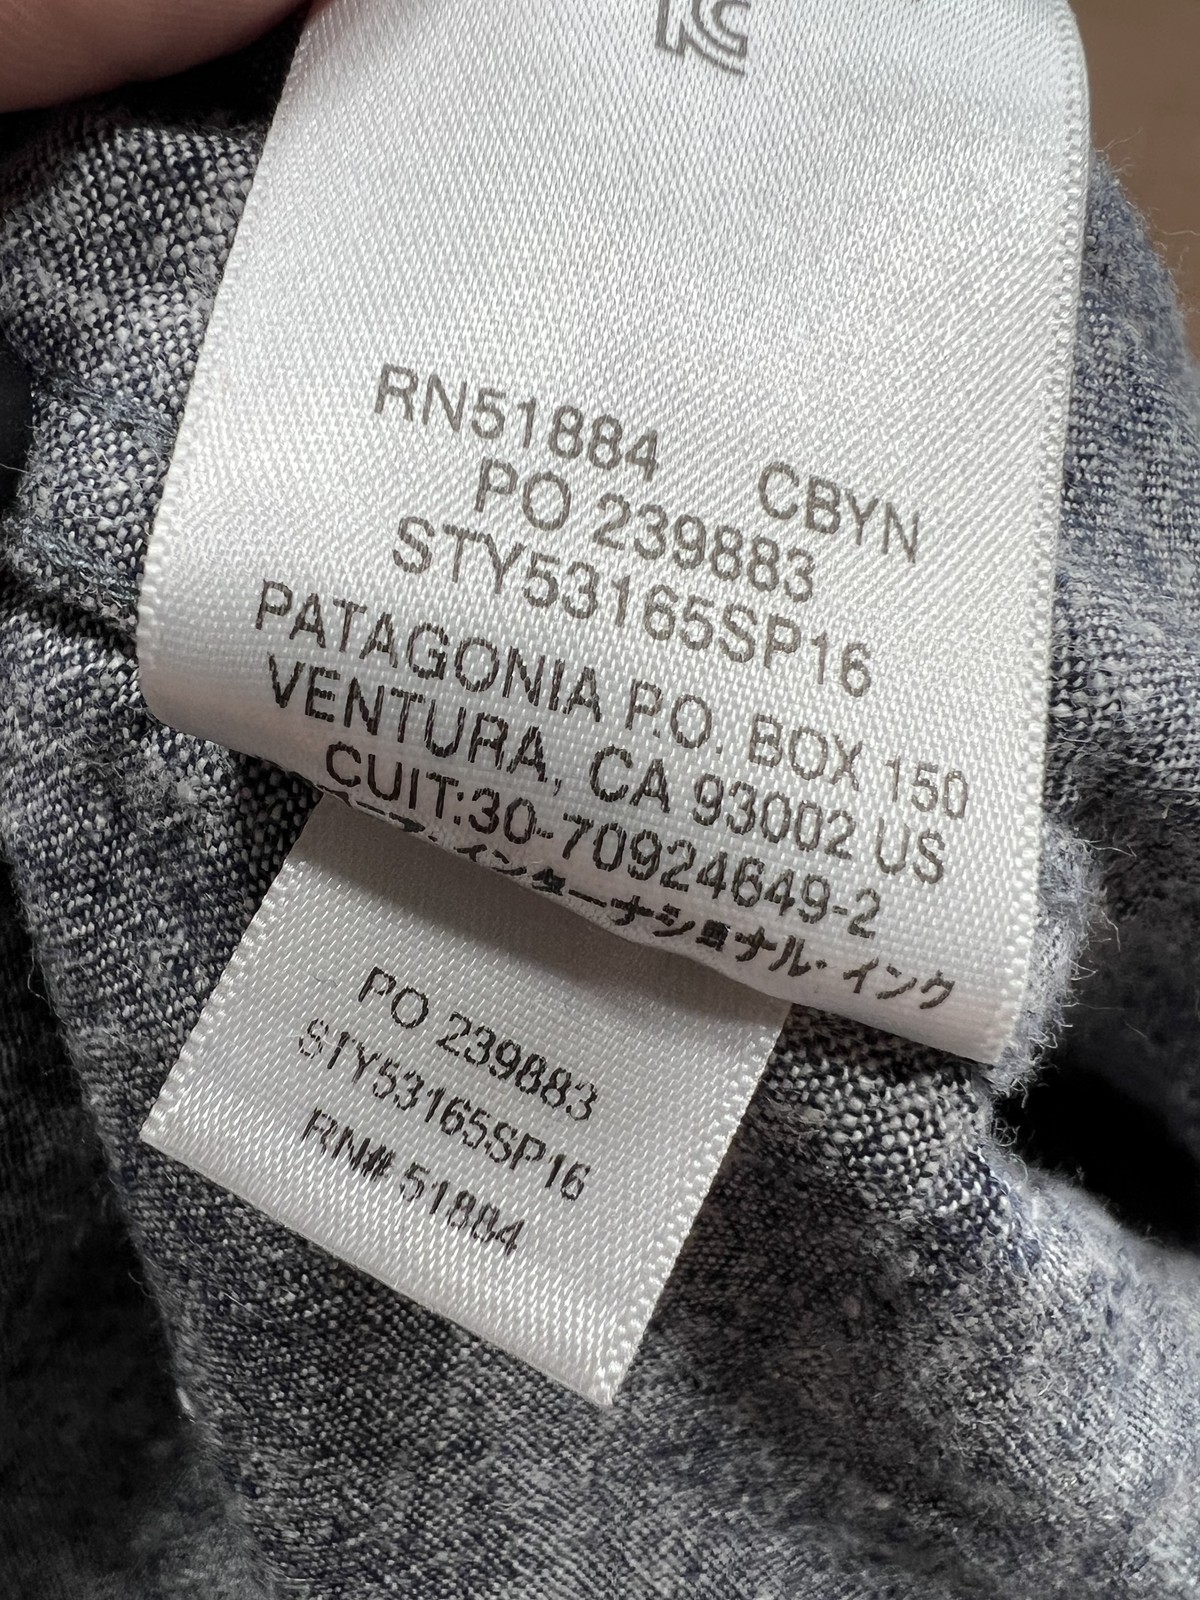 RN51884 CBYN
PO 239883
STY53165SP16
PATAGONIA P.O. BOX 150
VENTURA, CA 93002 US
CUIT:30-70924649-2
インターナショナル・インク
PO 239883
STY53165SP16
RN# 51884